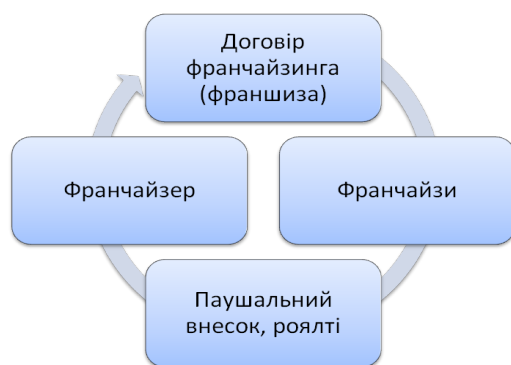 Договір
франчайзинга
(франшиза)
Франчайзер
Франчайзи
Паушальний
внесок, роялті